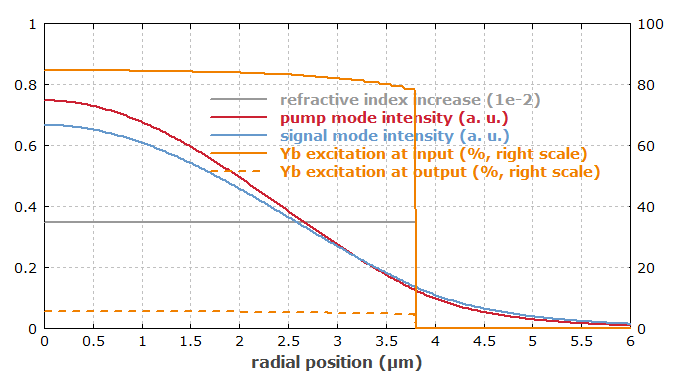 1
0.8
0.6
0.4
0.2
0
100
80
60
40
20
0
refractive index increase (1e-2)
pump mode intensity (a. u.)
signal mode intensity (a. u.)
Yb excitation at input (%, right scale)
Yb excitation at output (%, right scale)
0 0.5 1 1.5 2 2.5 3 3.5 4 4.5 5 5.5 6
radial position (µm)